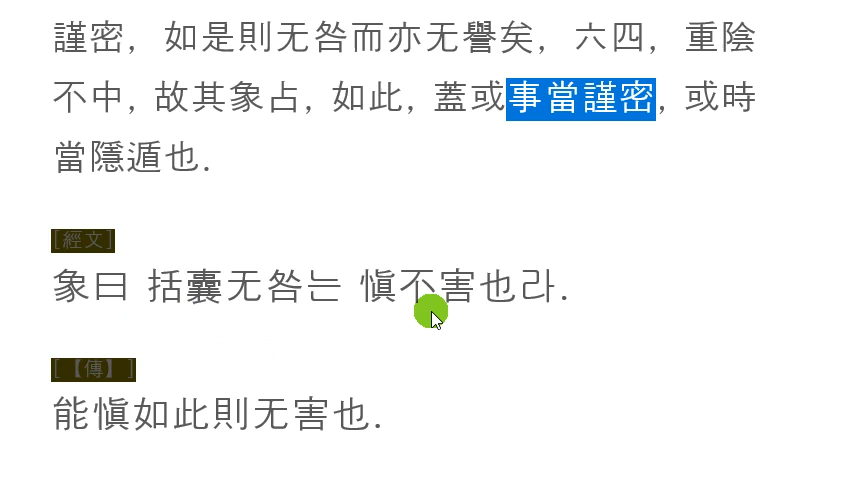 謹密, 如是則无咎而亦无譽矣, 六四, 重陰
不中, 故其象占, 如此, 蓋或事當謹密, 或時
當隱遁也.
[經文]
象曰 括囊无咎는 愼不害也라.
[【傳】]
能愼如此則无害也.